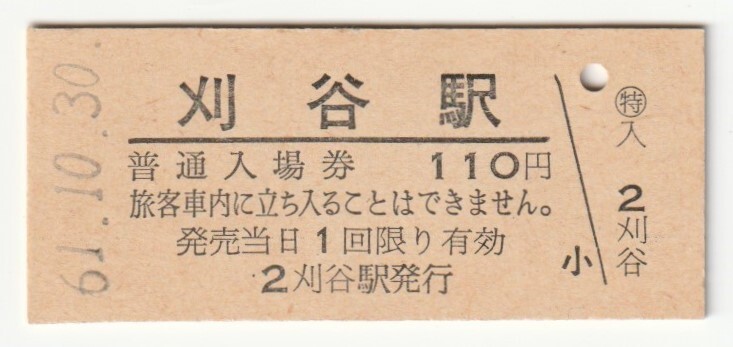 61.10.30.
刈谷駅
普通入場券 110円
旅客車内に立ち入ることはできません。
発売当日1回限り有効
2刈谷駅発行
小
㊕入
2刈谷